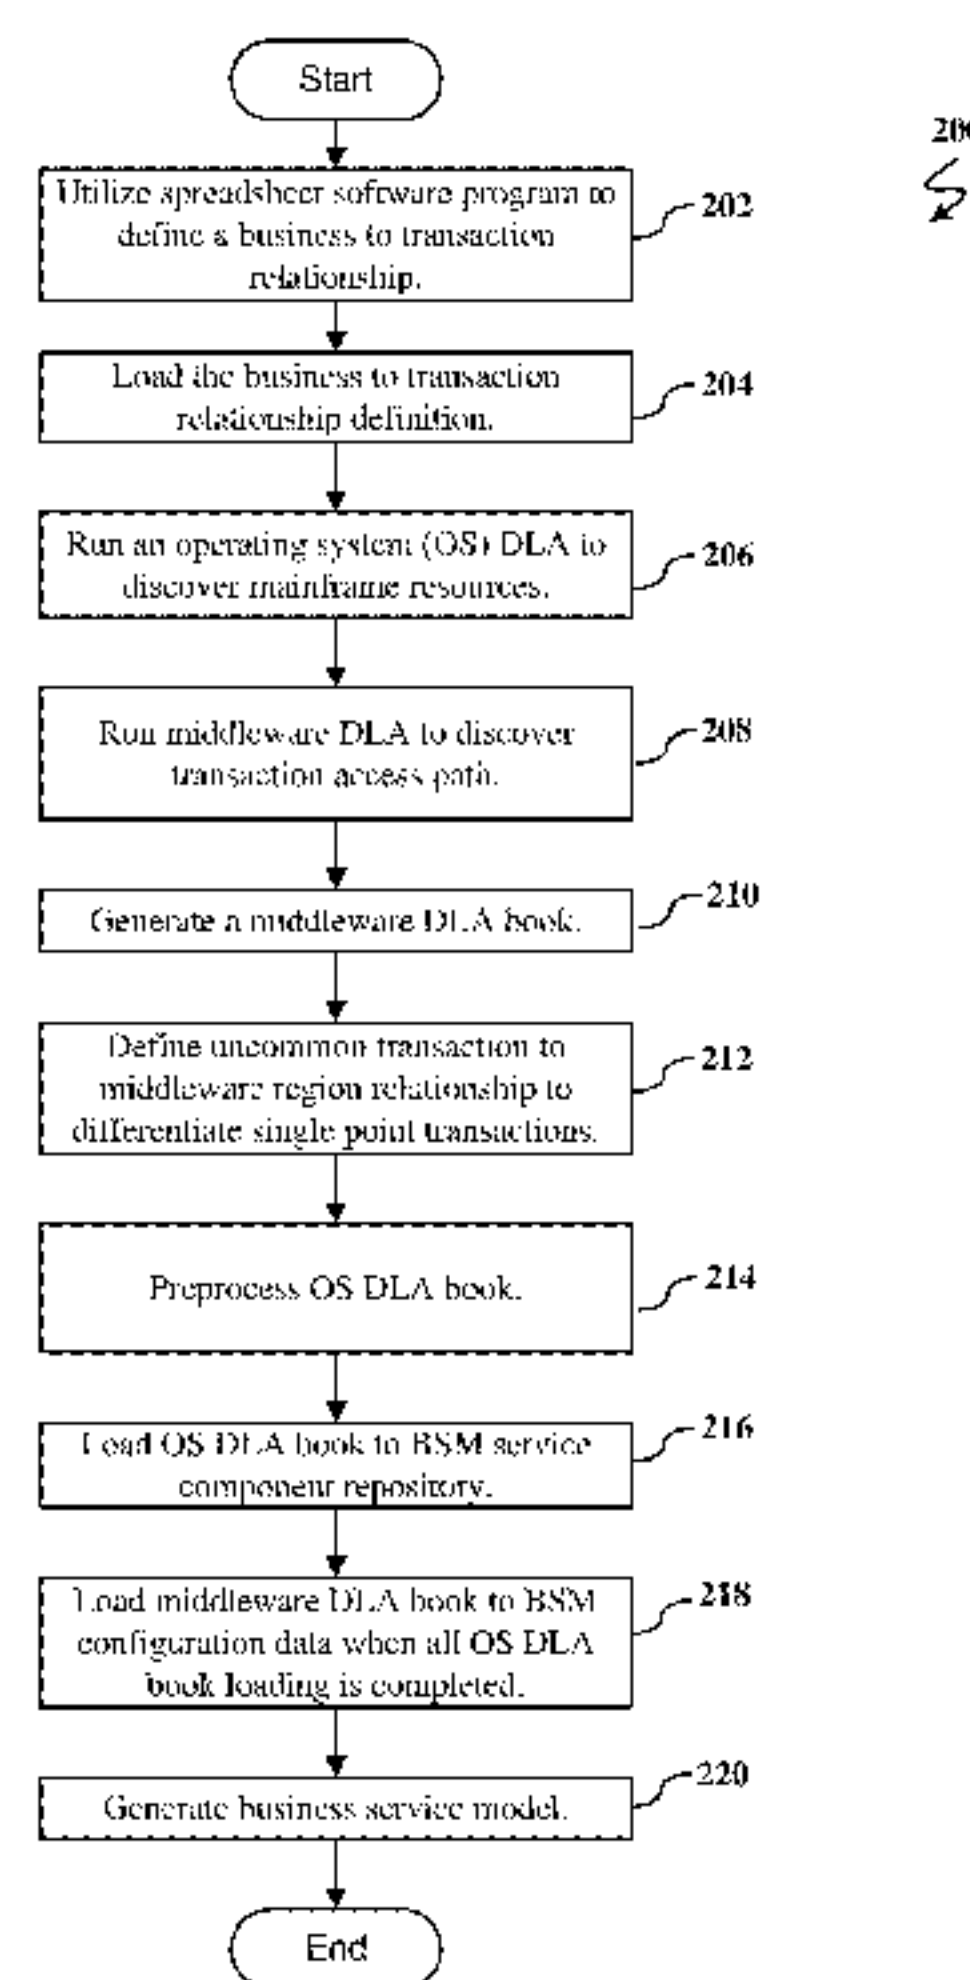 Start
Utilize spreadsheet software program to
define a business to transaction
relationship.
202
Load the business to transaction
relationship definition.
204
Run an operating system (OS) DLA to
discover mainframe resources.
206
Run middleware DLA to discover
transaction access path.
208
Generate a middleware DLA book.
210
Define uncommon transaction to
middleware region relationship to
differentiate single point transactions.
212
Preprocess OS DLA book.
214
Load OS DLA book to BSM service
component repository.
216
Load middleware DLA book to BSM
configuration data when all OS DLA
book loading is completed.
218
Generate business service model.
220
End